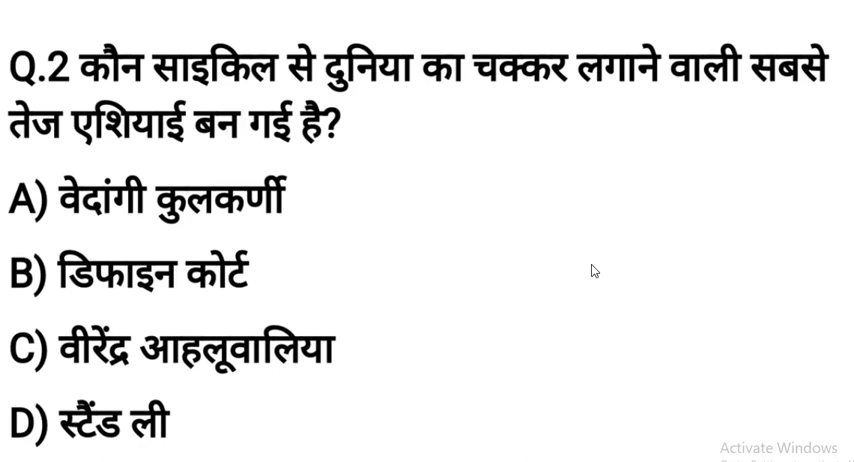 Q.2 कौन साइकिल से दुनिया का चक्कर लगाने वाली सबसे
तेज एशियाई बन गई है?
A) वेदांगी कुलकर्णी
B) डिफाइन कोर्ट
C) वीरेंद्र आहलूवालिया
D) स्टैंड ली
Activate Windows